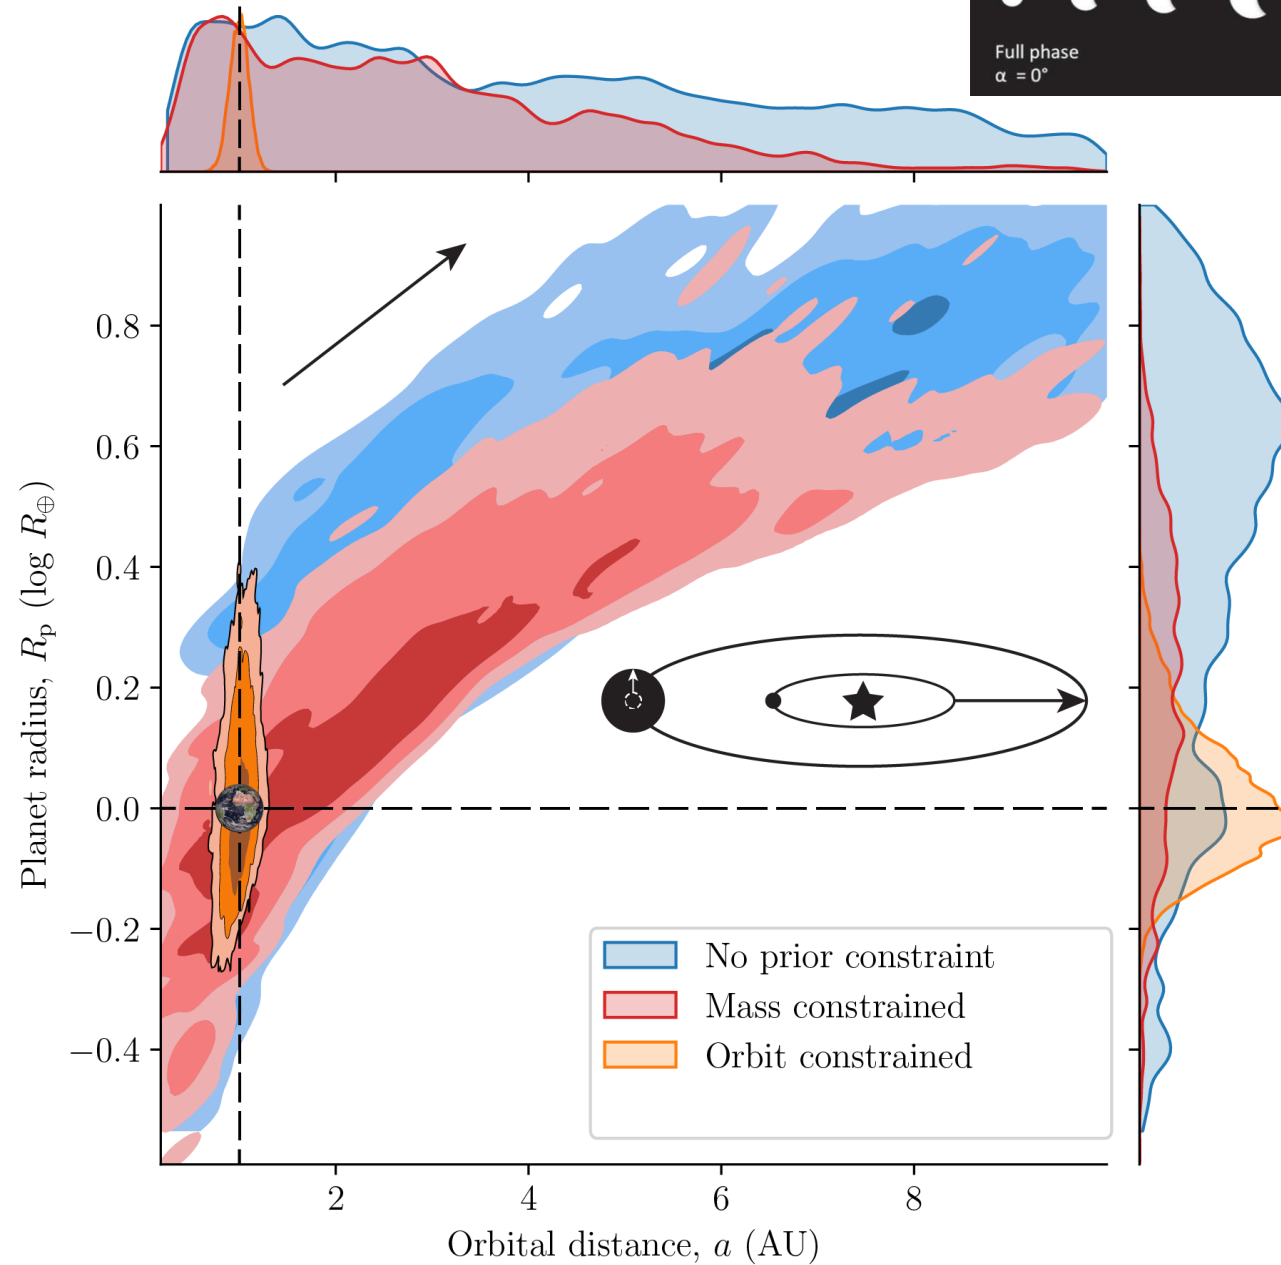 Full phase
α = 0°
0.8
0.6
0.4
0.2
0.0
−0.2
−0.4
Planet radius, Rₚ (log R⊕)
No prior constraint
Mass constrained
Orbit constrained
2 4 6 8
Orbital distance, a (AU)